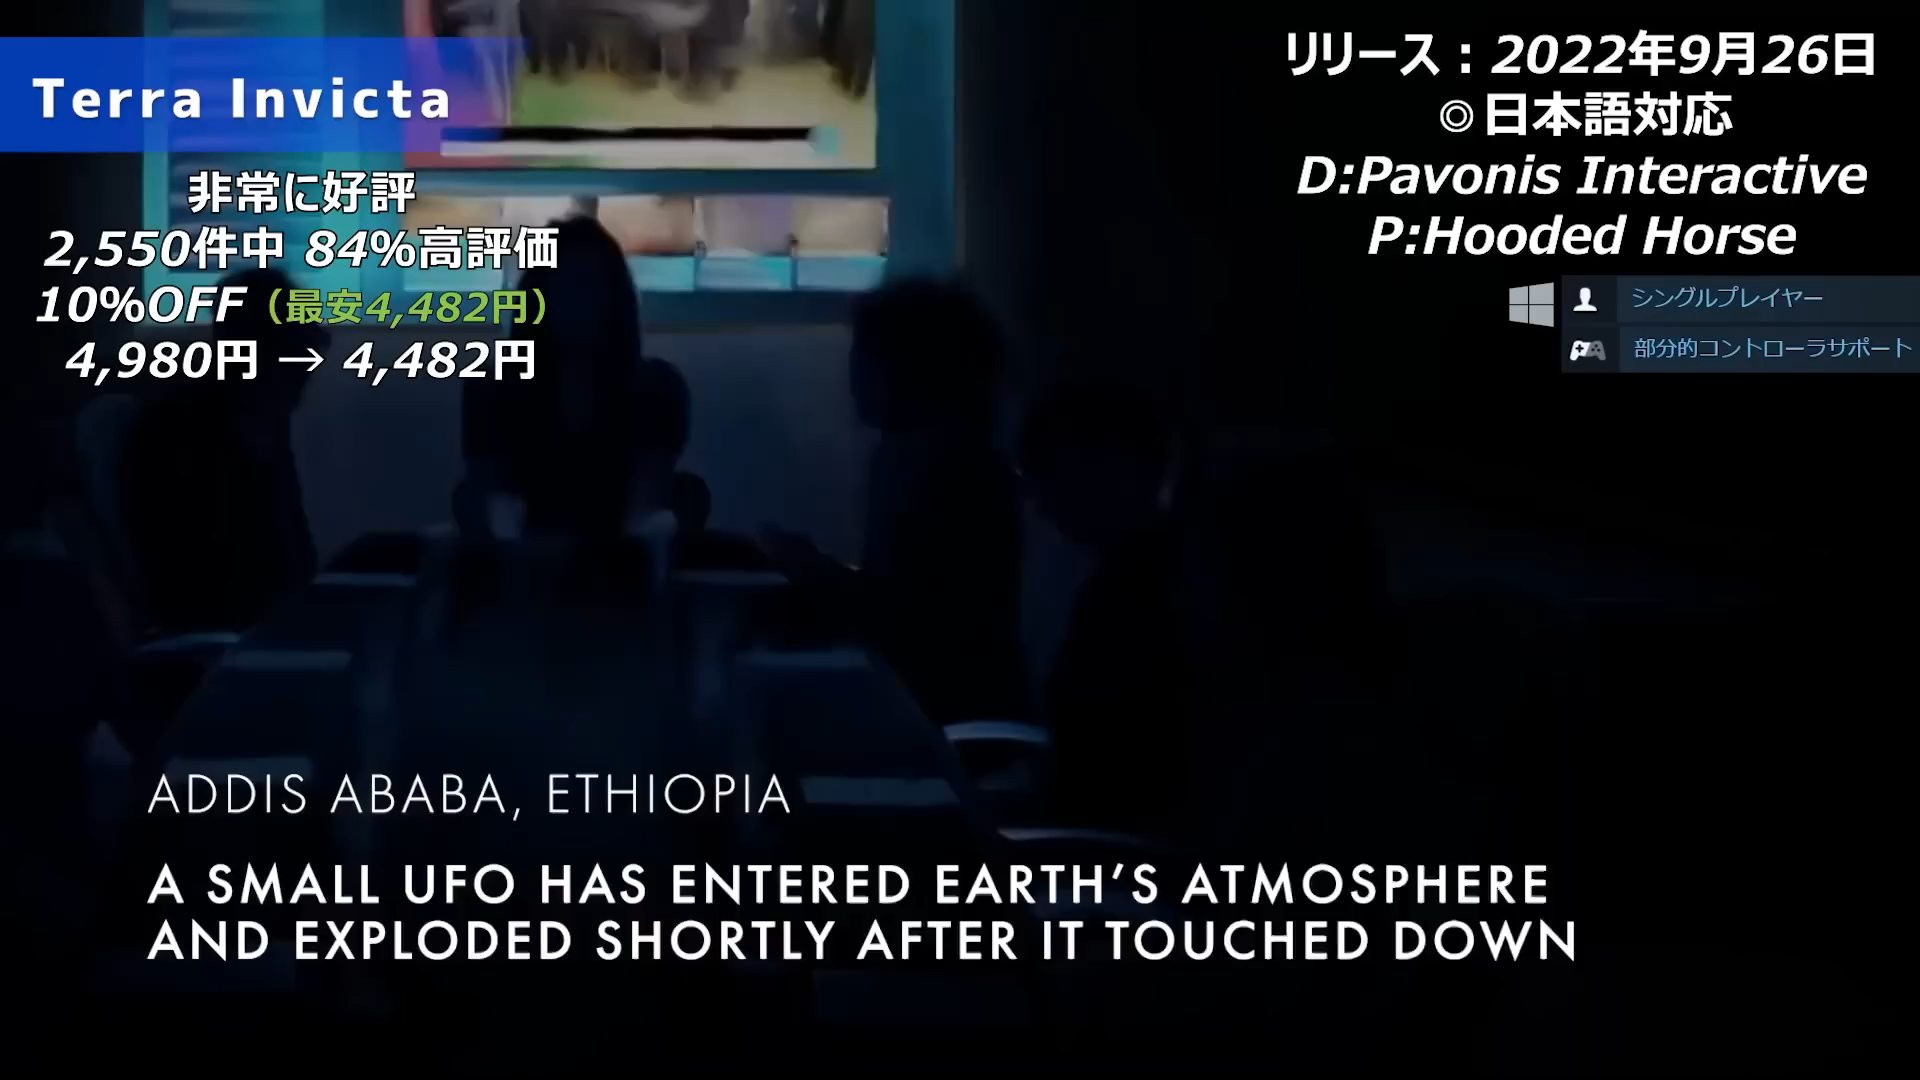 Terra Invicta
非常に好評
2,550件中 84%高評価
10%OFF（最安4,482円）
4,980円 → 4,482円
リリース：2022年9月26日
◎日本語対応
D:Pavonis Interactive
P:Hooded Horse
シングルプレイヤー
部分的コントローラサポート
ADDIS ABABA, ETHIOPIA
A SMALL UFO HAS ENTERED EARTH’S ATMOSPHERE
AND EXPLODED SHORTLY AFTER IT TOUCHED DOWN